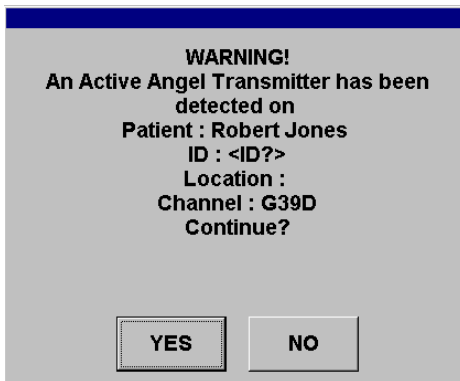 WARNING!
An Active Angel Transmitter has been
detected on
Patient : Robert Jones
ID : <ID?>
Location :
Channel : G39D
Continue?
YES
NO